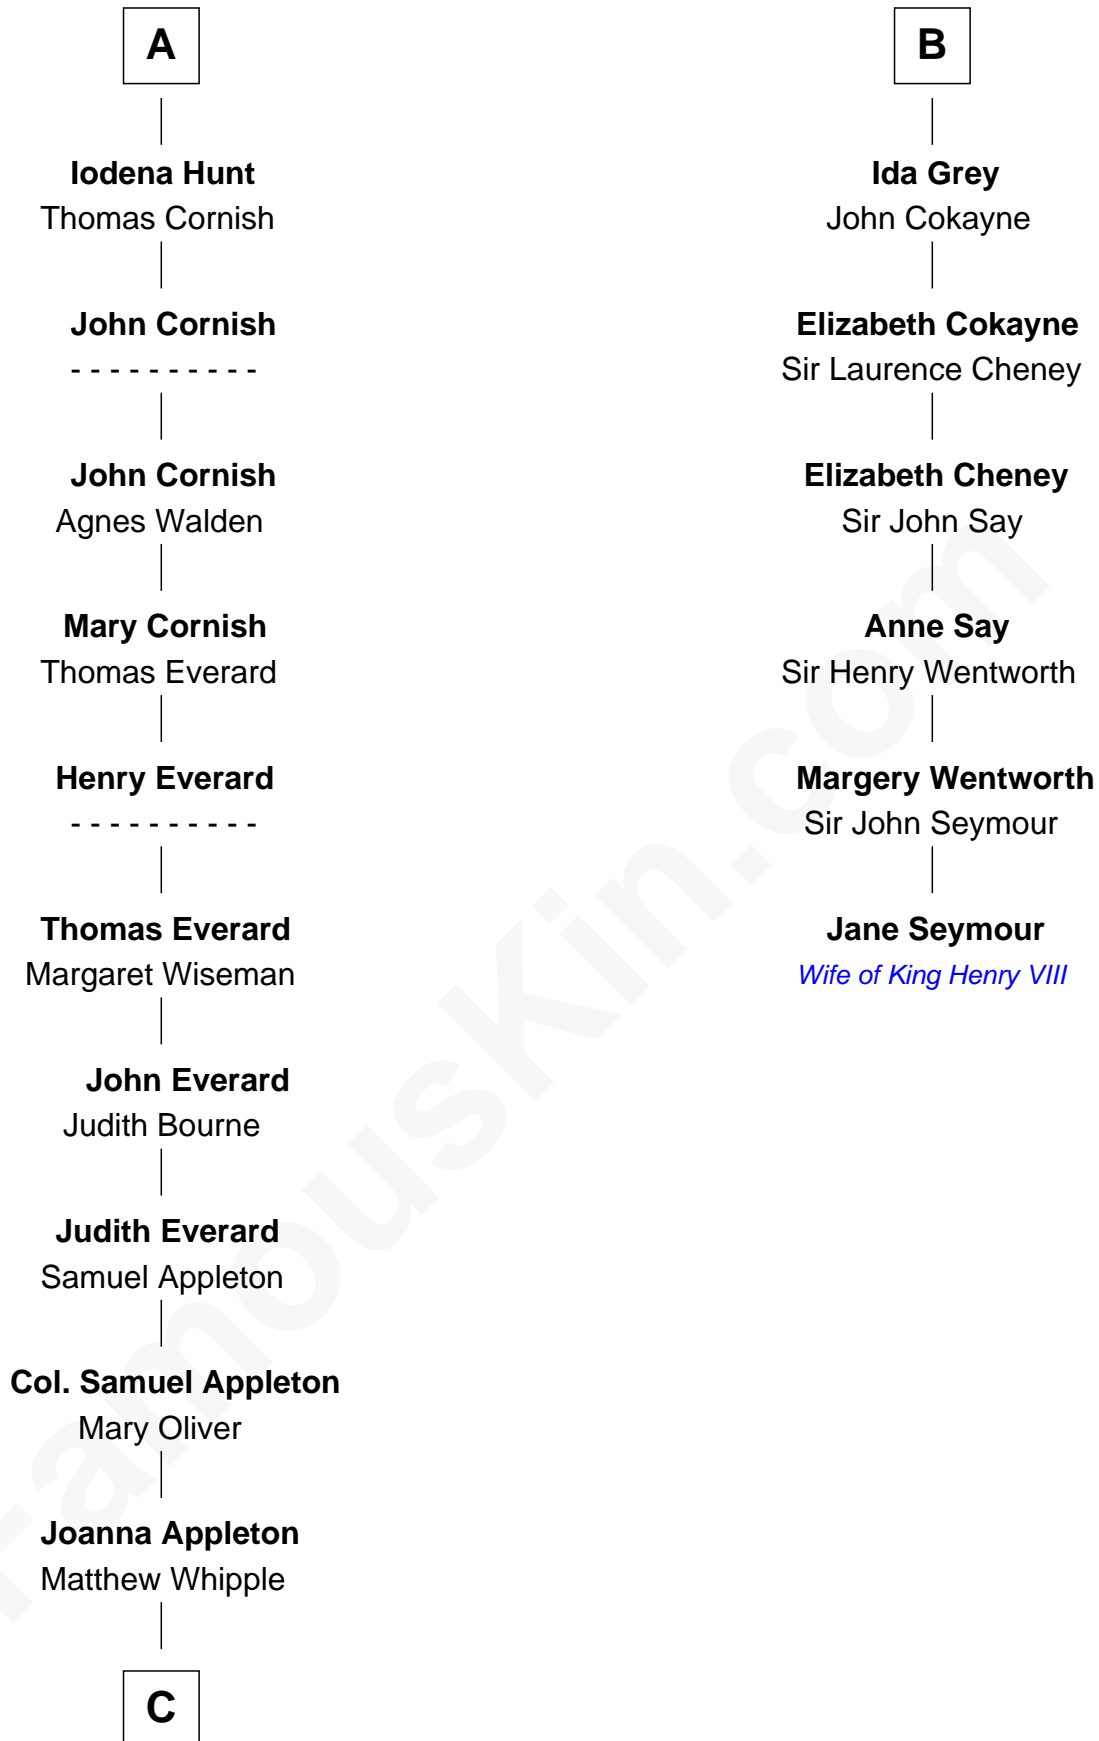 A
Iodena Hunt
Thomas Cornish
John Cornish
- - - - - - - - - -
John Cornish
Agnes Walden
Mary Cornish
Thomas Everard
Henry Everard
- - - - - - - - - -
Thomas Everard
Margaret Wiseman
John Everard
Judith Bourne
Judith Everard
Samuel Appleton
Col. Samuel Appleton
Mary Oliver
Joanna Appleton
Matthew Whipple
C
B
Ida Grey
John Cokayne
Elizabeth Cokayne
Sir Laurence Cheney
Elizabeth Cheney
Sir John Say
Anne Say
Sir Henry Wentworth
Margery Wentworth
Sir John Seymour
Jane Seymour
Wife of King Henry VIII
FamousKin.com